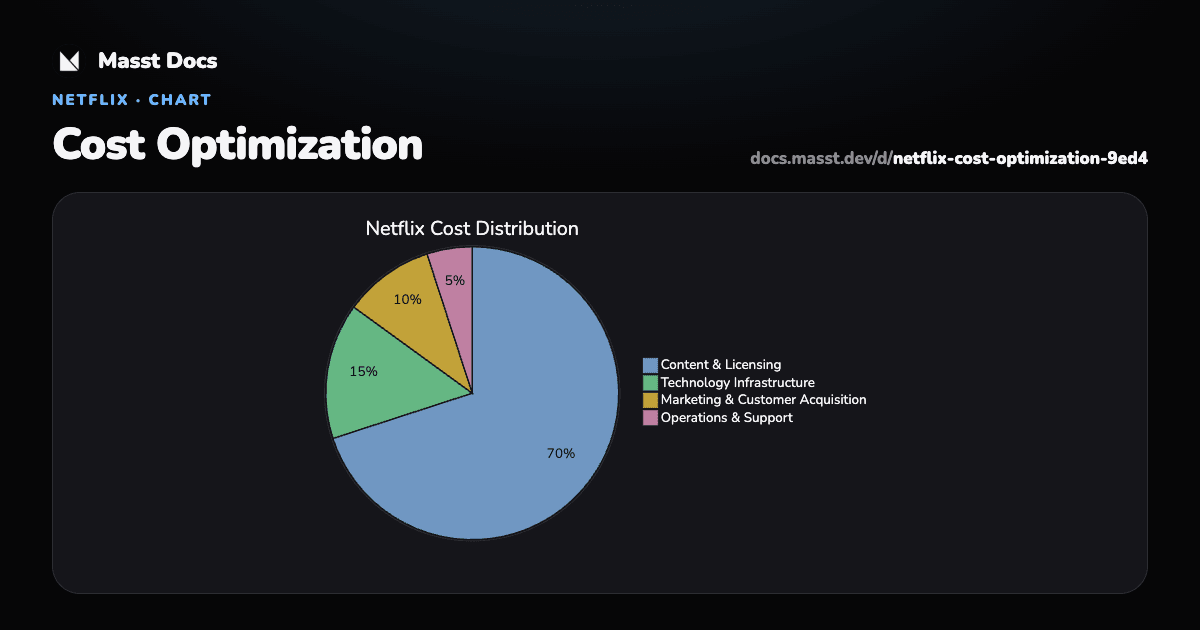 Masst Docs
NETFLIX · CHART
Cost Optimization
docs.masst.dev/d/netflix-cost-optimization-9ed4
Netflix Cost Distribution
5%
10%
15%
70%
Content & Licensing
Technology Infrastructure
Marketing & Customer Acquisition
Operations & Support